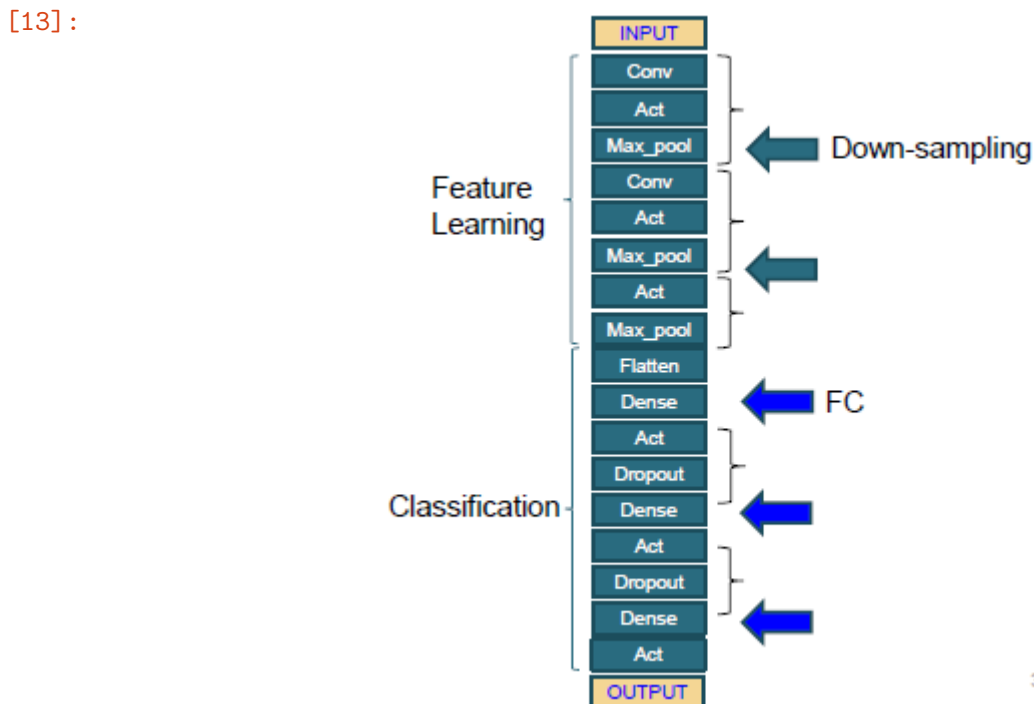 [13]:
INPUT
Conv
Act
Max_pool
Down-sampling
Conv
Feature
Learning
Act
Max_pool
Act
Max_pool
Flatten
Dense
FC
Act
Dropout
Classification
Dense
Act
Dropout
Dense
Act
OUTPUT